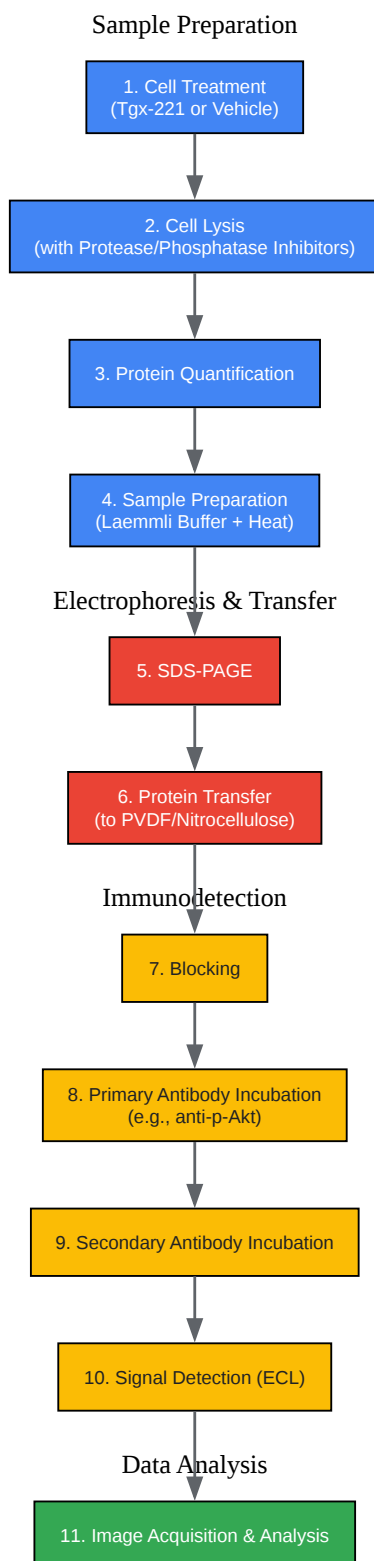 Sample Preparation
1. Cell Treatment
(Tgx-221 or Vehicle)
2. Cell Lysis
(with Protease/Phosphatase Inhibitors)
3. Protein Quantification
4. Sample Preparation
(Laemmli Buffer + Heat)
Electrophoresis & Transfer
5. SDS-PAGE
6. Protein Transfer
(to PVDF/Nitrocellulose)
Immunodetection
7. Blocking
8. Primary Antibody Incubation
(e.g., anti-p-Akt)
9. Secondary Antibody Incubation
10. Signal Detection (ECL)
Data Analysis
11. Image Acquisition & Analysis